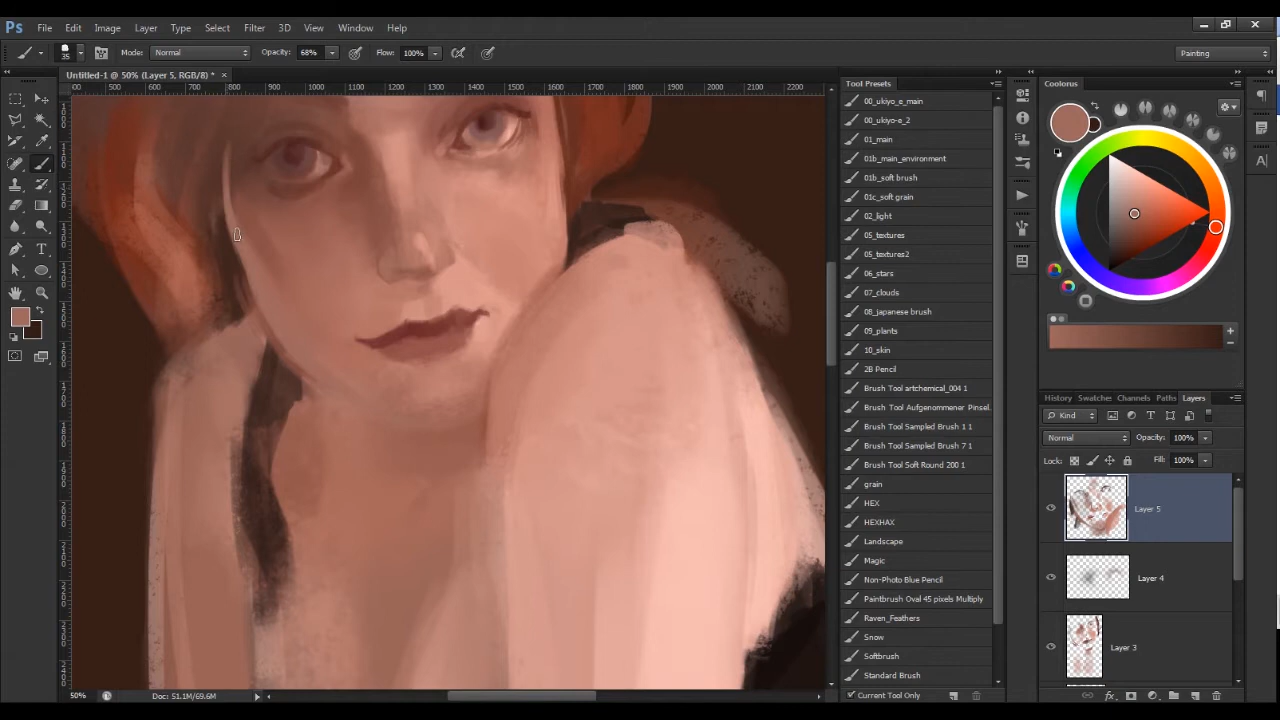 Ps File Edit Image Layer Type Select Filter 3D View Window Help
35 Mode: Normal Opacity: 68% Flow: 100% Painting
Untitled-1 @ 50% (Layer 5, RGB/8) * ×
500 600 700 800 900 1000 1100 1200 1300 1400 1500 1600 1700 1800 1900 2000 2100 2200
Tool Presets
00_ukiyo_e_main
00_ukiyo-e_2
01_main
01b_main_environment
01b_soft brush
01c_soft grain
02_light
05_textures
05_textures2
06_stars
07_clouds
08_japanese brush
09_plants
10_skin
2B Pencil
Brush Tool artchemical_004 1
Brush Tool Aufgenommener Pinsel.
Brush Tool Sampled Brush 1 1
Brush Tool Sampled Brush 7 1
Brush Tool Soft Round 200 1
grain
HEX
HEXHAX
Landscape
Magic
Non-Photo Blue Pencil
Paintbrush Oval 45 pixels Multiply
Raven_Feathers
Snow
Softbrush
Standard Brush
Current Tool Only
Coolorus
History Swatches Channels Paths Layers
Kind
Normal Opacity: 100%
Lock: Fill: 100%
Layer 5
Layer 4
Layer 3
fx
50% Doc: 51.1M/69.6M